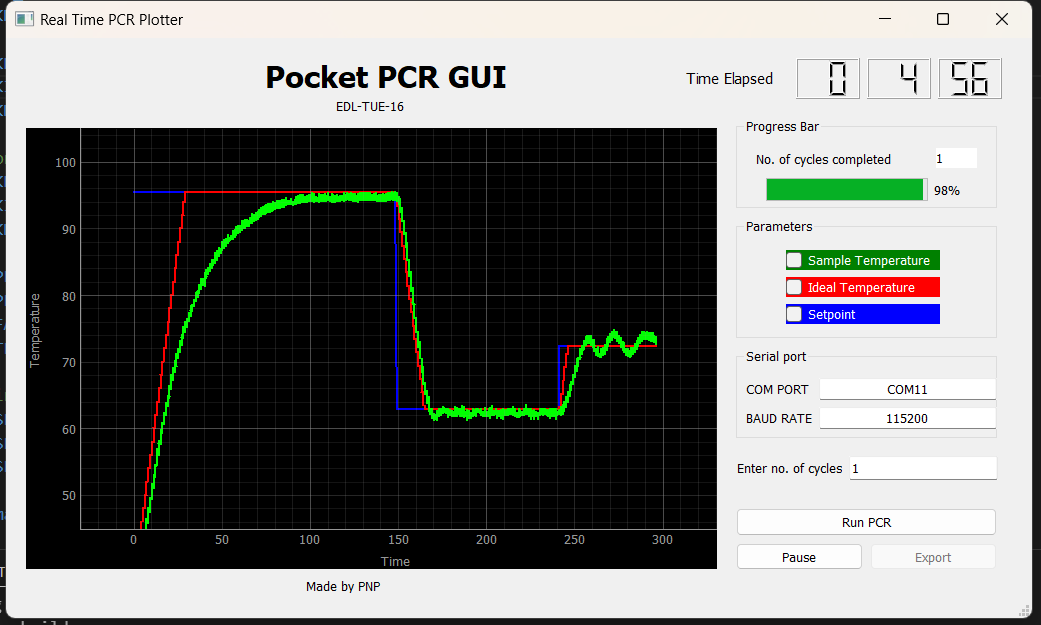 Real Time PCR Plotter
Pocket PCR GUI
EDL-TUE-16
Time Elapsed 0 4 56
100
90
80
70
60
50
Temperature
0 50 100 150 200 250 300
Time
Made by PNP
Progress Bar
No. of cycles completed 1
98%
Parameters
Sample Temperature
Ideal Temperature
Setpoint
Serial port
COM PORT COM11
BAUD RATE 115200
Enter no. of cycles 1
Run PCR
Pause Export